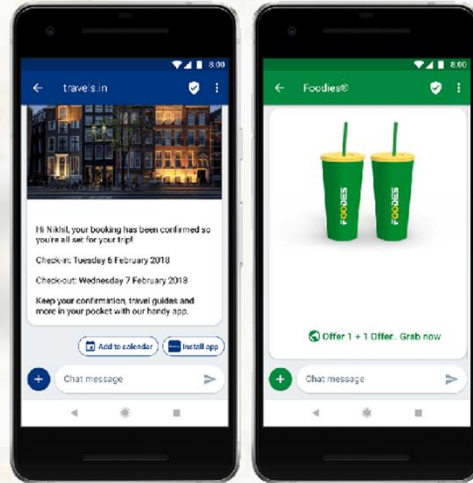 8:00
travels.in
Hi Nikhil, your booking has been confirmed so
you're all set for your trip!
Check-in: Tuesday 6 February 2018
Check-out: Wednesday 7 February 2018
Keep your confirmation, travel guides and
more in your pocket with our handy app.
Add to calendar
Install app
Chat message
8:00
Foodies®
FOODIES
FOODIES
Offer 1 + 1 Offer.. Grab now
Chat message